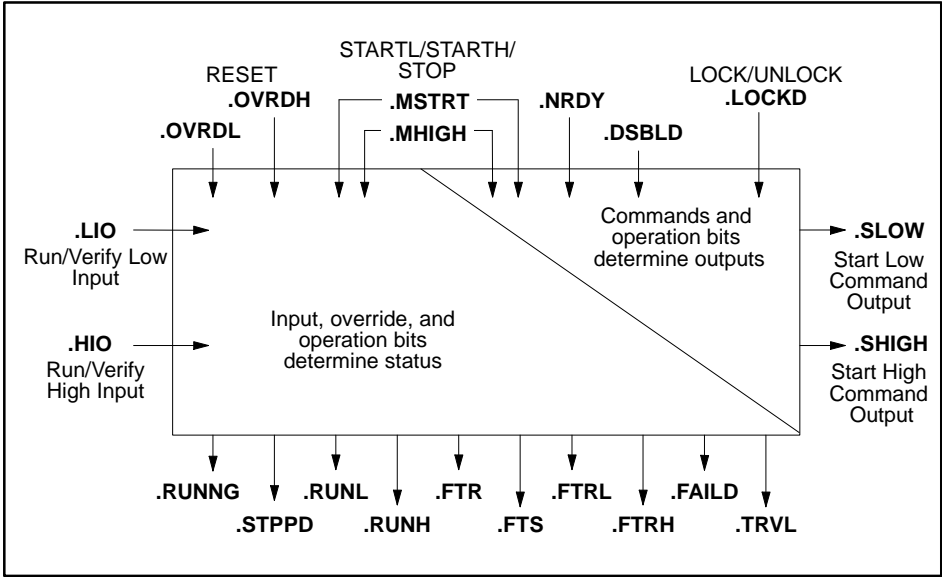 STARTL/STARTH/
STOP
RESET
LOCK/UNLOCK
.OVRDH
.MSTRT
.NRDY
.LOCKD
.OVRDL
.MHIGH
.DSBLD
.LIO
Run/Verify Low
Input
.HIO
Run/Verify
High Input
Input, override, and
operation bits
determine status
Commands and
operation bits
determine outputs
.SLOW
Start Low
Command
Output
.SHIGH
Start High
Command
Output
.RUNNG
.RUNL
.FTR
.FTRL
.FAILD
.STPPD
.RUNH
.FTS
.FTRH
.TRVL